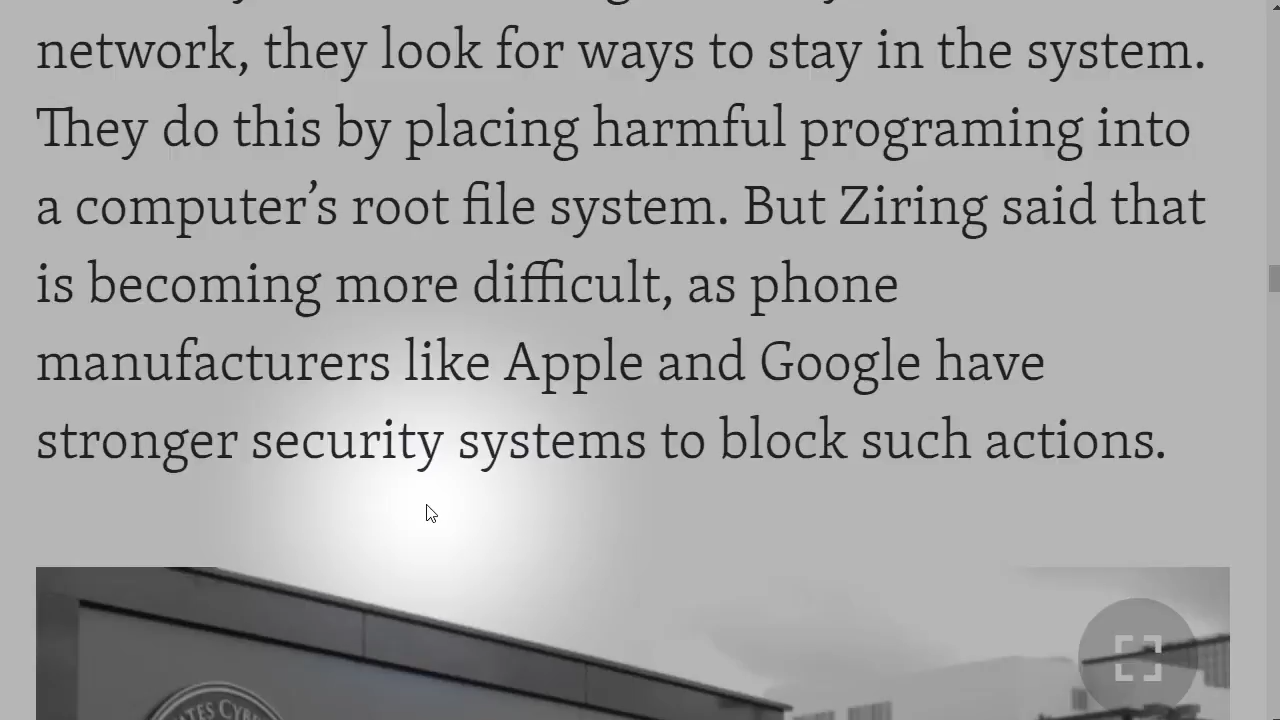 network, they look for ways to stay in the system.
They do this by placing harmful programing into
a computer’s root file system. But Ziring said that
is becoming more difficult, as phone
manufacturers like Apple and Google have
stronger security systems to block such actions.